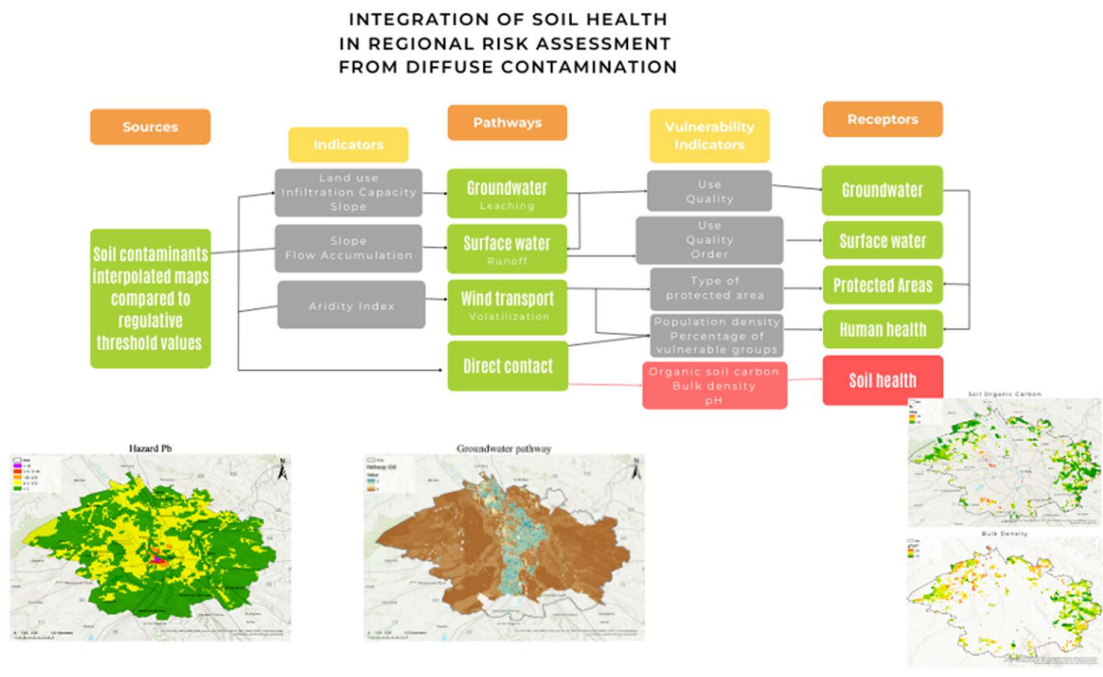 INTEGRATION OF SOIL HEALTH
IN REGIONAL RISK ASSESSMENT
FROM DIFFUSE CONTAMINATION
Sources
Indicators
Pathways
Vulnerability
Indicators
Receptors
Soil contaminants
interpolated maps
compared to
regulative
threshold values
Land use
Infiltration Capacity
Slope
Slope
Flow Accumulation
Aridity Index
Groundwater
Leaching
Surface water
Runoff
Wind transport
Volatilization
Direct contact
Use
Quality
Use
Quality
Order
Type of
protected area
Population density
Percentage of
vulnerable groups
Organic soil carbon
Bulk density
pH
Groundwater
Surface water
Protected Areas
Human health
Soil health
Hazard Pb
N
Groundwater pathway
Pathway GW
N
Soil Organic Carbon
Bulk Density